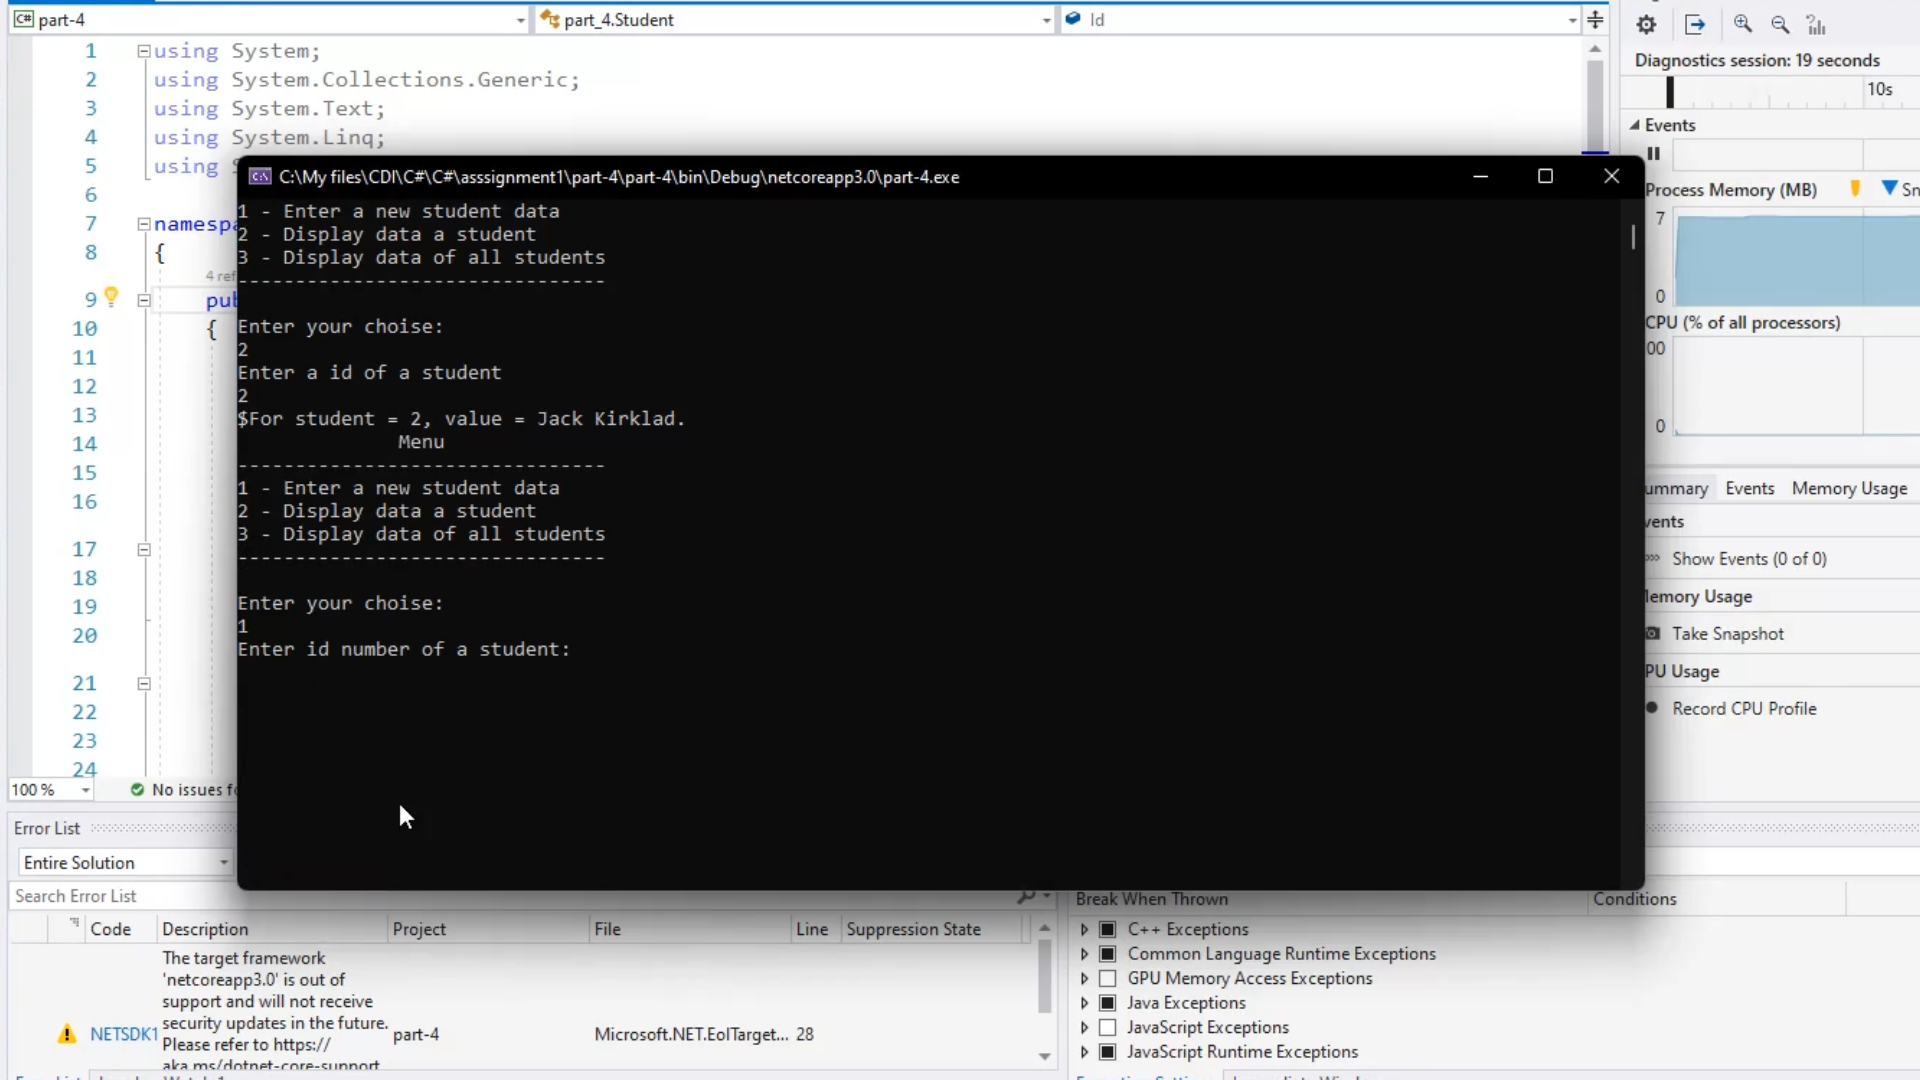 C# part-4
part_4.Student
Id
1 using System;
2 using System.Collections.Generic;
3 using System.Text;
4 using System.Linq;
5 using
6
7 namespa
8 {
4 ref
9 pub
10 {
11
12
13
14
15
16
17
18
19
20
21
22
23
24
100 %
No issues fo
C:\My files\CDI\C#\C#\asssignment1\part-4\part-4\bin\Debug\netcoreapp3.0\part-4.exe
1 - Enter a new student data
2 - Display data a student
3 - Display data of all students
--------------------------------
Enter your choise:
2
Enter a id of a student
2
$For student = 2, value = Jack Kirklad.
Menu
--------------------------------
1 - Enter a new student data
2 - Display data a student
3 - Display data of all students
--------------------------------
Enter your choise:
1
Enter id number of a student:
Diagnostics session: 19 seconds
10s
Events
Process Memory (MB)
Sn
7
0
CPU (% of all processors)
00
0
ummary Events Memory Usage
vents
Show Events (0 of 0)
Memory Usage
Take Snapshot
PU Usage
Record CPU Profile
Error List
Entire Solution
Search Error List
Code Description Project File Line Suppression State
The target framework
'netcoreapp3.0' is out of
support and will not receive
security updates in the future.
Please refer to https://
aka.ms/dotnet-core-support
NETSDK1 part-4 Microsoft.NET.EolTarget... 28
Break When Thrown
Conditions
C++ Exceptions
Common Language Runtime Exceptions
GPU Memory Access Exceptions
Java Exceptions
JavaScript Exceptions
JavaScript Runtime Exceptions